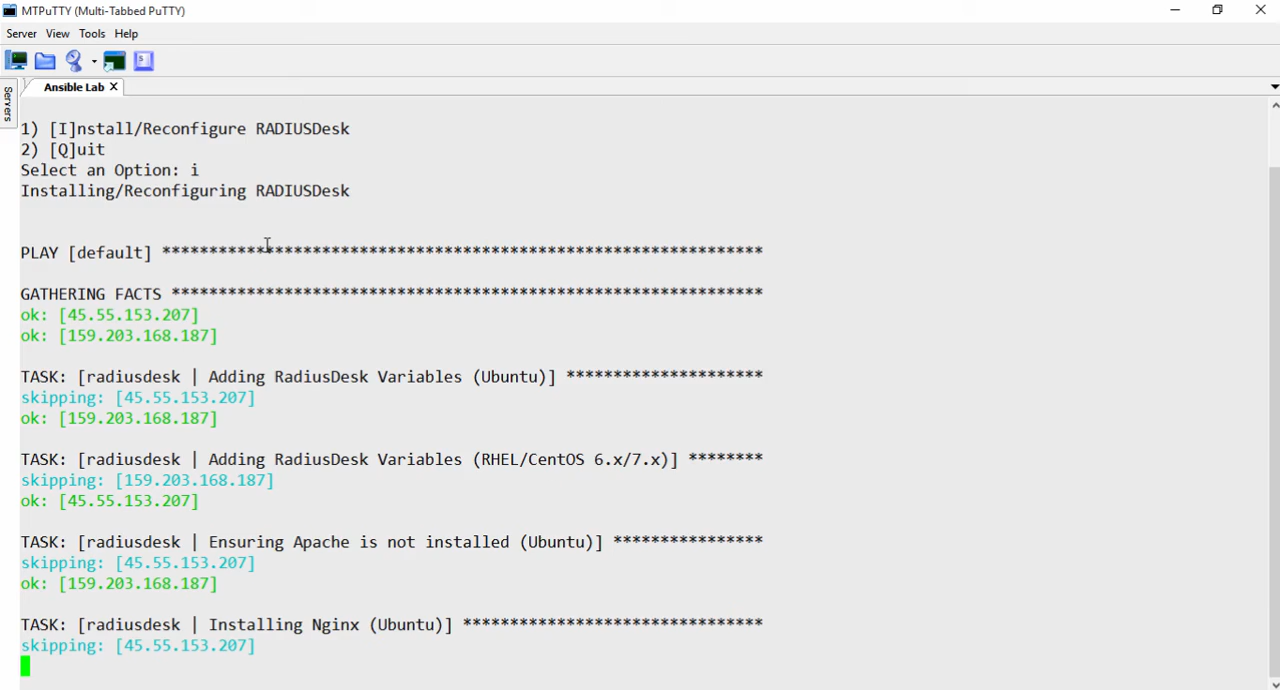 MTPuTTY (Multi-Tabbed PuTTY)
Server View Tools Help
Ansible Lab X
Servers
1) [I]nstall/Reconfigure RADIUSDesk
2) [Q]uit
Select an Option: i
Installing/Reconfiguring RADIUSDesk
PLAY [default] ****************************************************************
GATHERING FACTS ***************************************************************
ok: [45.55.153.207]
ok: [159.203.168.187]
TASK: [radiusdesk | Adding RadiusDesk Variables (Ubuntu)] *********************
skipping: [45.55.153.207]
ok: [159.203.168.187]
TASK: [radiusdesk | Adding RadiusDesk Variables (RHEL/CentOS 6.x/7.x)] ********
skipping: [159.203.168.187]
ok: [45.55.153.207]
TASK: [radiusdesk | Ensuring Apache is not installed (Ubuntu)] ****************
skipping: [45.55.153.207]
ok: [159.203.168.187]
TASK: [radiusdesk | Installing Nginx (Ubuntu)] ********************************
skipping: [45.55.153.207]